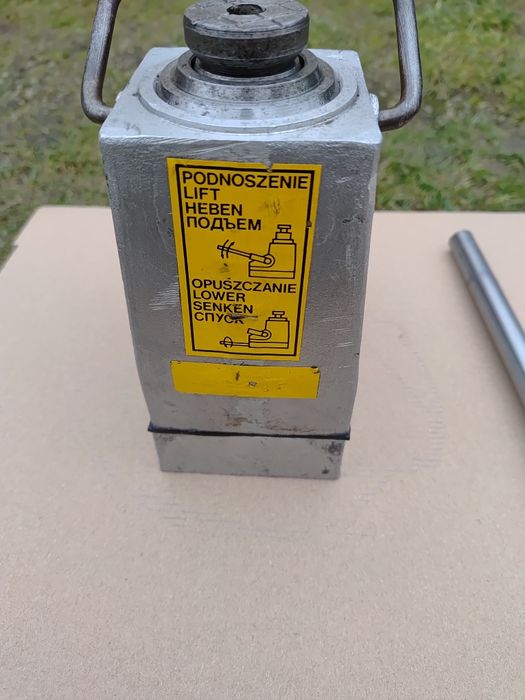 PODNOSZENIE
LIFT
HEBEN
ПОДЪЕМ
OPUSZCZANIE
LOWER
SENKEN
СПУСК